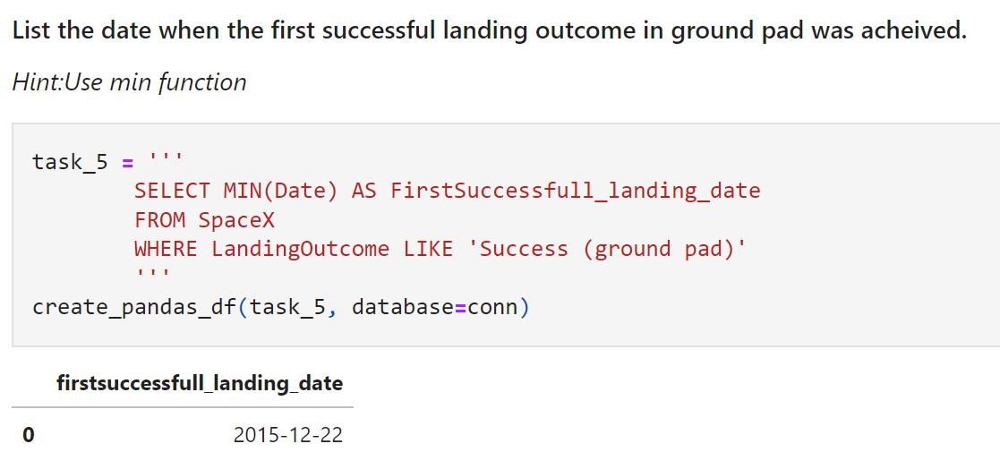 List the date when the first successful landing outcome in ground pad was acheived.
Hint:Use min function
task_5 = '''
SELECT MIN(Date) AS FirstSuccessfull_landing_date
FROM SpaceX
WHERE LandingOutcome LIKE 'Success (ground pad)'
'''
create_pandas_df(task_5, database=conn)
firstsuccessfull_landing_date
0 2015-12-22